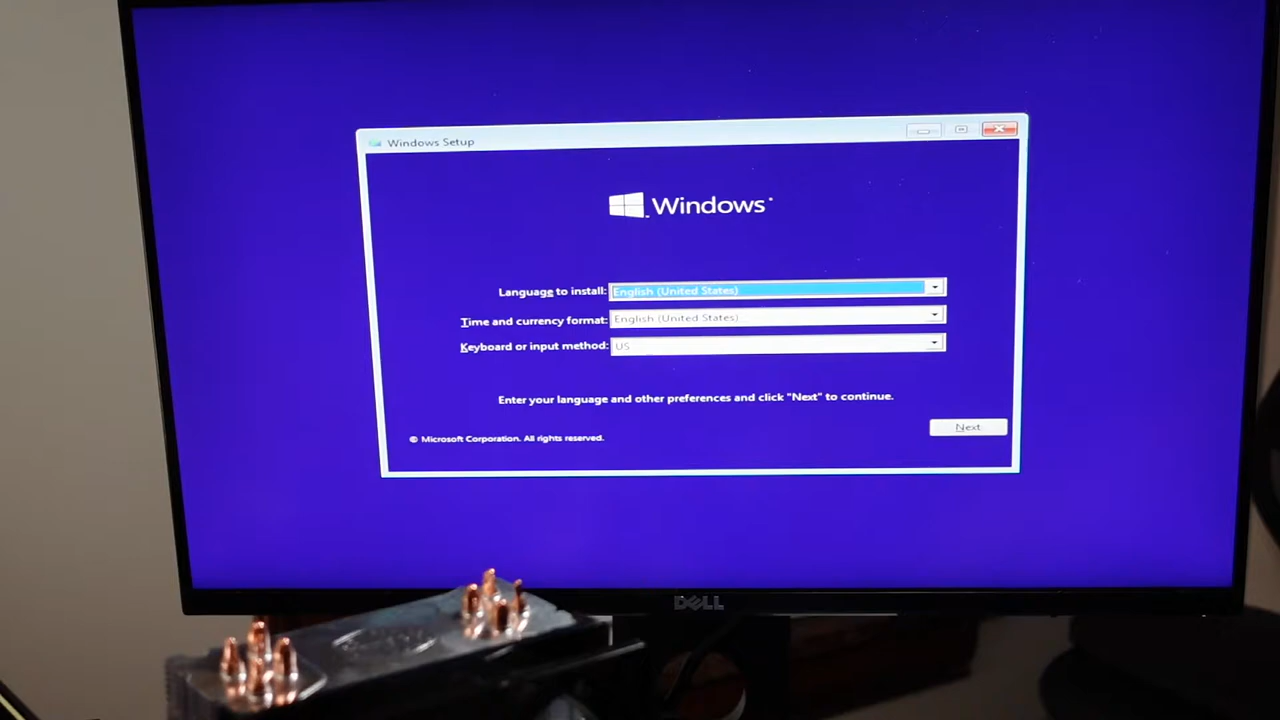 Windows Setup
Windows
Language to install: English (United States)
Time and currency format: English (United States)
Keyboard or input method: US
Enter your language and other preferences and click "Next" to continue.
Next
© Microsoft Corporation. All rights reserved.
DELL